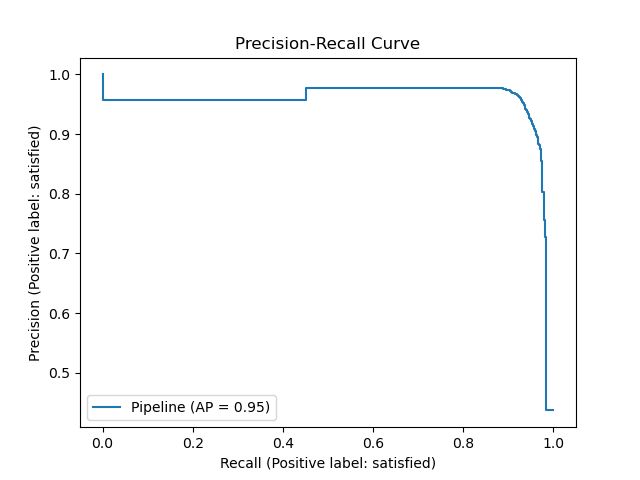 Precision-Recall Curve
1.0
0.9
0.8
0.7
0.6
0.5
Precision (Positive label: satisfied)
Pipeline (AP = 0.95)
0.0 0.2 0.4 0.6 0.8 1.0
Recall (Positive label: satisfied)